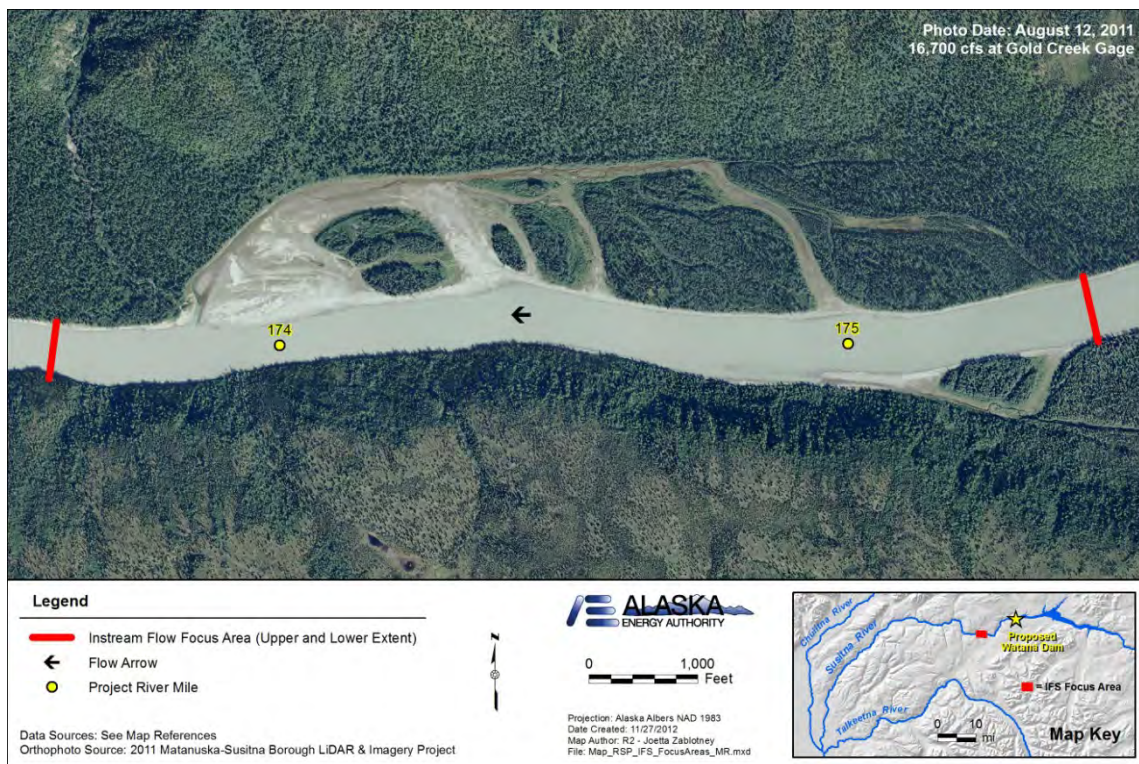 Photo Date: August 12, 2011
16,700 cfs at Gold Creek Gage
174
175
Legend
Instream Flow Focus Area (Upper and Lower Extent)
Flow Arrow
Project River Mile
Data Sources: See Map References
Orthophoto Source: 2011 Matanuska-Susitna Borough LiDAR & Imagery Project
N
ALASKA
ENERGY AUTHORITY
0 1,000
Feet
Projection: Alaska Albers NAD 1983
Date Created: 11/27/2012
Map Author: R2 - Joetta Zablotney
File: Map_RSP_IFS_FocusAreas_MR.mxd
Chulitna River
Susitna River
Talkeetna River
Proposed
Watana Dam
= IFS Focus Area
0 10
mi
Map Key